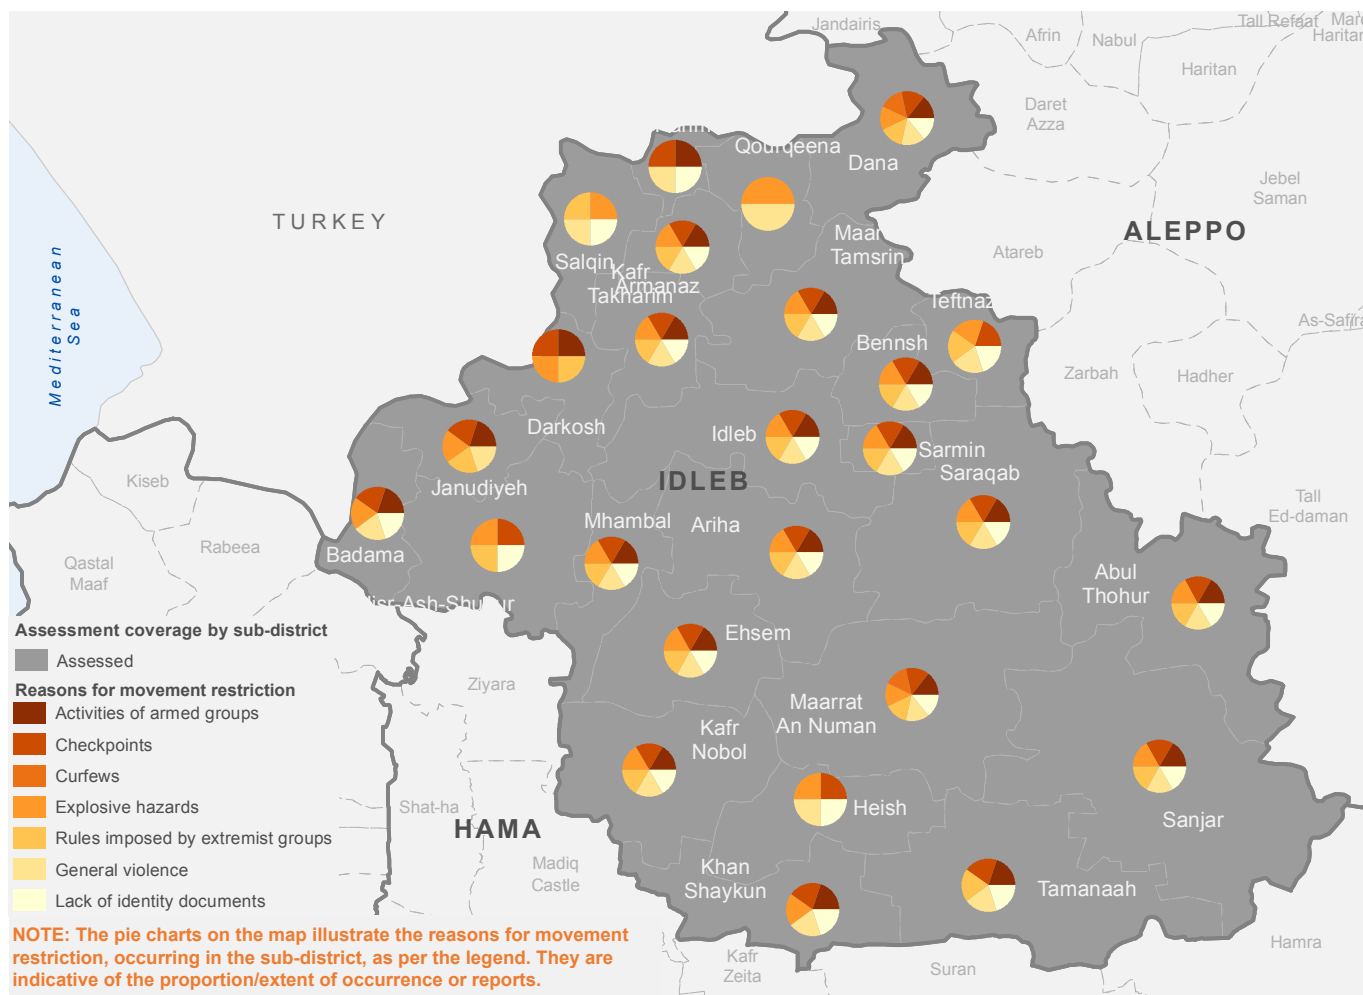 Jandairis
Tall Refaat
Afrin
Nabul
Haritan
Daret
Azza
Qourqeena
Dana
Jebel
Saman
TURKEY
ALEPPO
Maar
Tamsrin
Atareb
Mediterranean
Sea
Salqin
Kafr
Takharim
Armanaz
Teftnaz
As-Safira
Bennsh
Zarbah
Hadher
Darkosh
Idleb
Sarmin
Saraqab
IDLEB
Kiseb
Janudiyeh
Mhambal
Ariha
Tall
Ed-daman
Rabeea
Badama
Qastal
Maaf
Abul
Thohur
Jisr-Ash-Shugur
Ehsem
Ziyara
Maarrat
An Numan
Kafr
Nobol
Shat-ha
HAMA
Heish
Sanjar
Madiq
Castle
Khan
Shaykun
Tamanaah
Kafr
Zeita
Suran
Hamra
Assessment coverage by sub-district
Assessed
Reasons for movement restriction
Activities of armed groups
Checkpoints
Curfews
Explosive hazards
Rules imposed by extremist groups
General violence
Lack of identity documents
NOTE: The pie charts on the map illustrate the reasons for movement
restriction, occurring in the sub-district, as per the legend. They are
indicative of the proportion/extent of occurrence or reports.